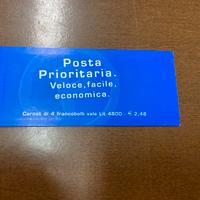 Posta
Prioritaria.
Veloce, facile,
economica.
Carnet di 4 francobolli vale Lit. 4800 - € 2,48